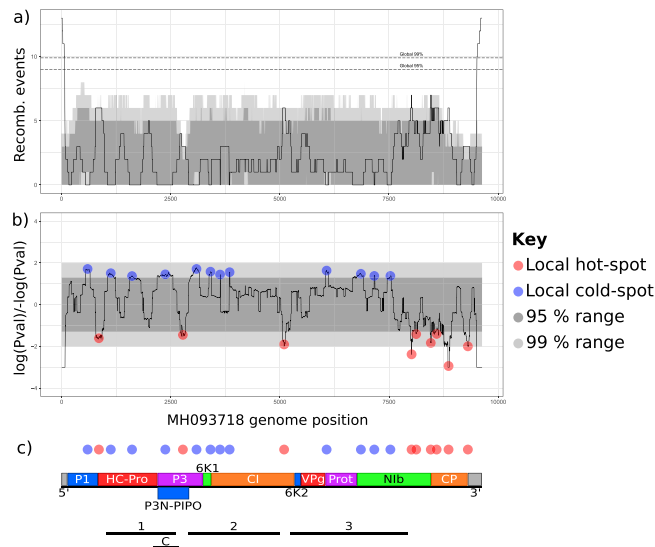 a)
Recomb. events
10
5
0
Global 99%
Global 95%
0
2500
5000
7500
10000
b)
log(Pval)/-log(Pval)
4
2
0
−2
−4
0
2500
5000
7500
10000
MH093718 genome position
Key
Local hot-spot
Local cold-spot
95 % range
99 % range
c)
6K1
P1
HC-Pro
P3
CI
VPg
Prot
NIb
CP
5'
P3N-PIPO
6K2
3'
1
2
3
C